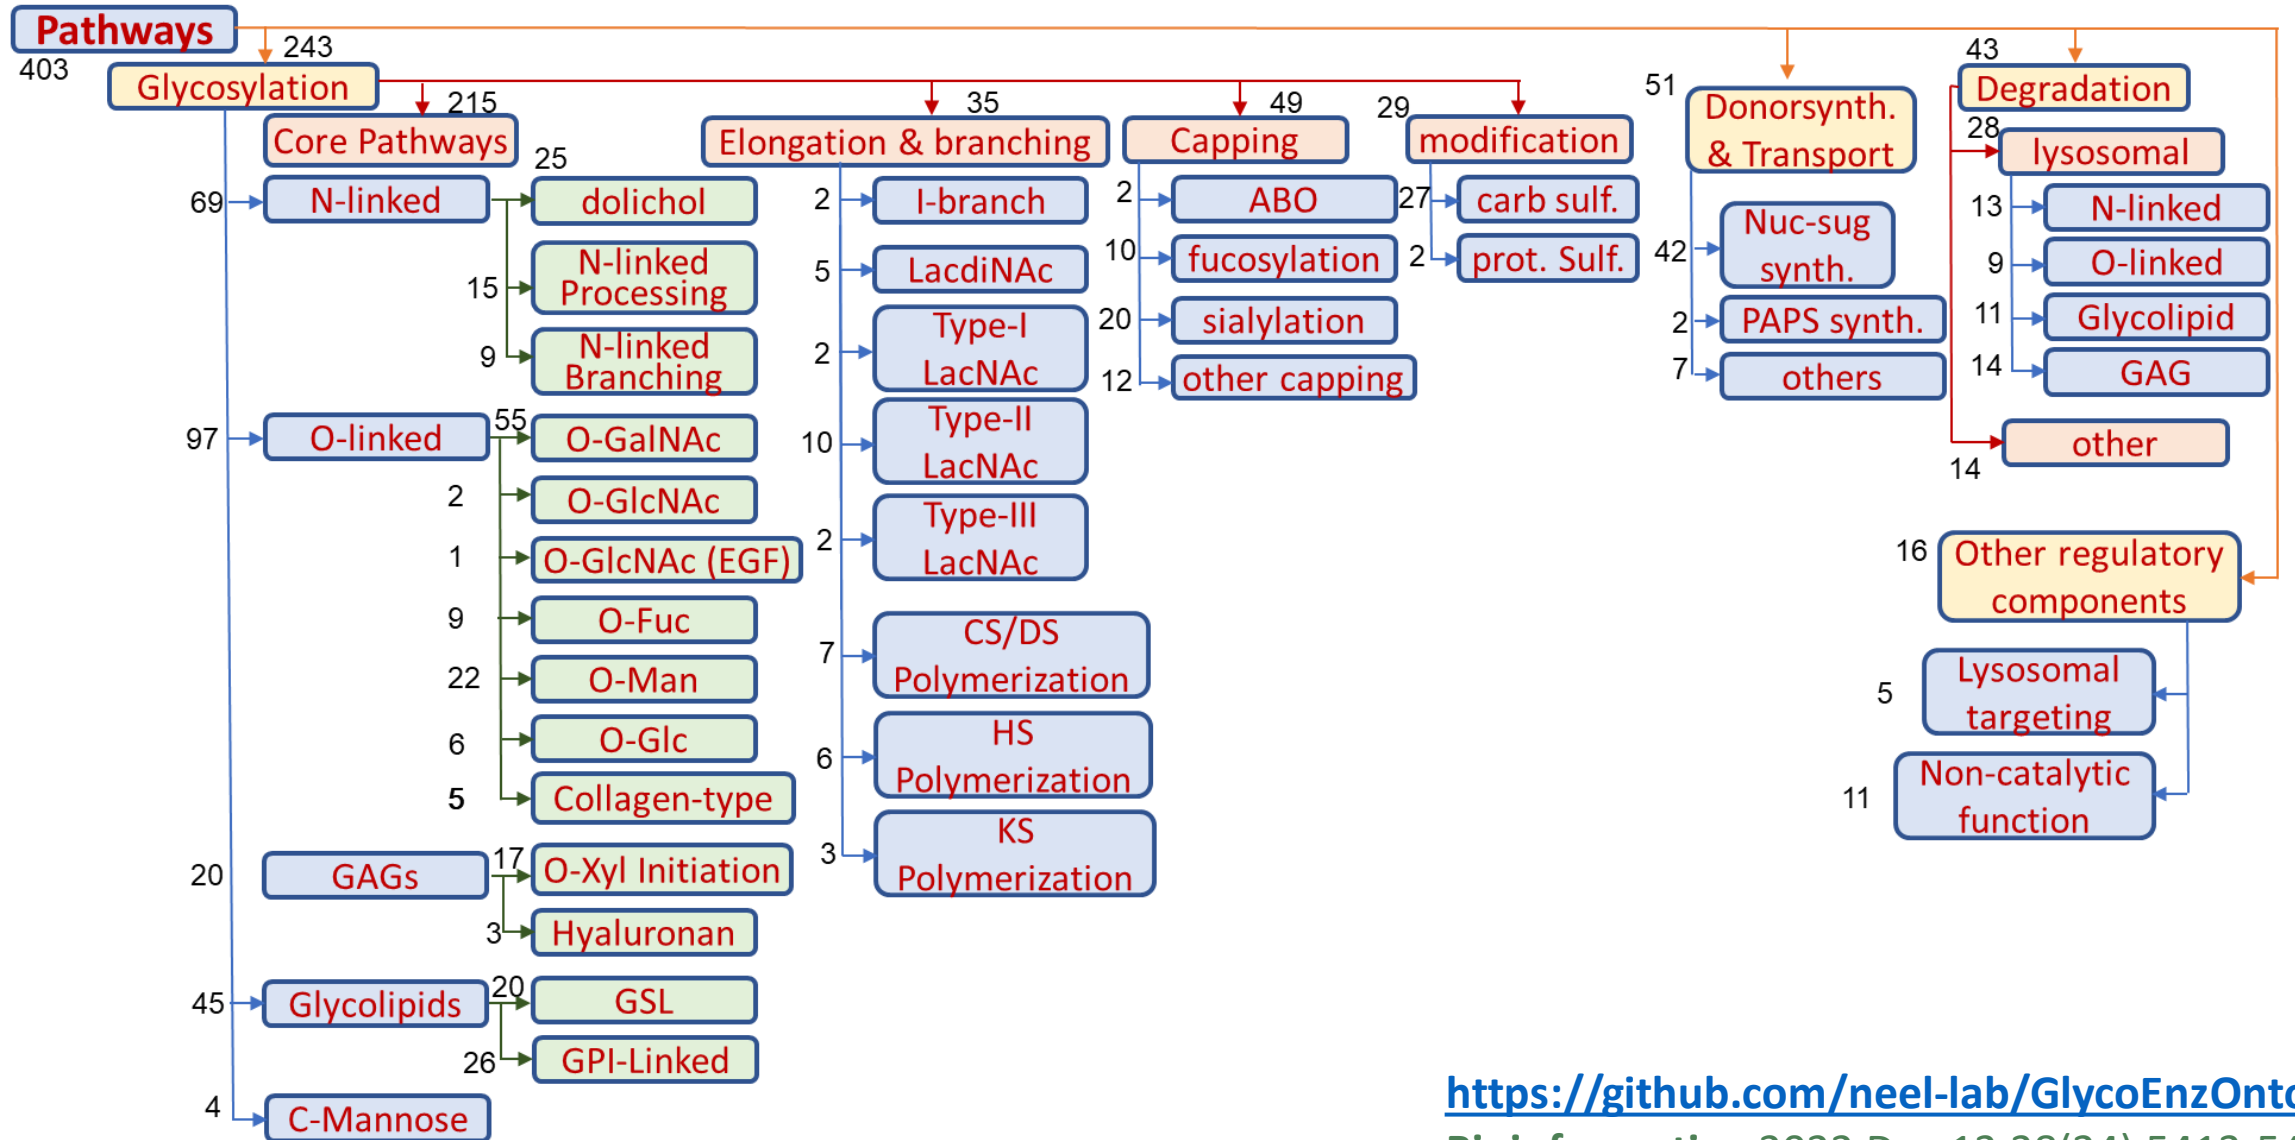 Pathways
403
243
Glycosylation
215
Core Pathways
69
N-linked
25
dolichol
15
N-linked
Processing
9
N-linked
Branching
97
O-linked
55
O-GalNAc
2
O-GlcNAc
1
O-GlcNAc (EGF)
9
O-Fuc
22
O-Man
6
O-Glc
5
Collagen-type
20
GAGs
17
O-Xyl Initiation
3
Hyaluronan
45
Glycolipids
20
GSL
26
GPI-Linked
4
C-Mannose
35
Elongation & branching
2
I-branch
5
LacdiNAc
2
Type-I
LacNAc
10
Type-II
LacNAc
2
Type-III
LacNAc
7
CS/DS
Polymerization
6
HS
Polymerization
3
KS
Polymerization
49
Capping
2
ABO
10
fucosylation
20
sialylation
12
other capping
29
modification
27
carb sulf.
2
prot. Sulf.
51
Donorsynth.
& Transport
42
Nuc-sug
synth.
2
PAPS synth.
7
others
43
Degradation
28
lysosomal
13
N-linked
9
O-linked
11
Glycolipid
14
GAG
other
14
16
Other regulatory
components
5
Lysosomal
targeting
11
Non-catalytic
function
https://github.com/neel-lab/GlycoEnzOnto